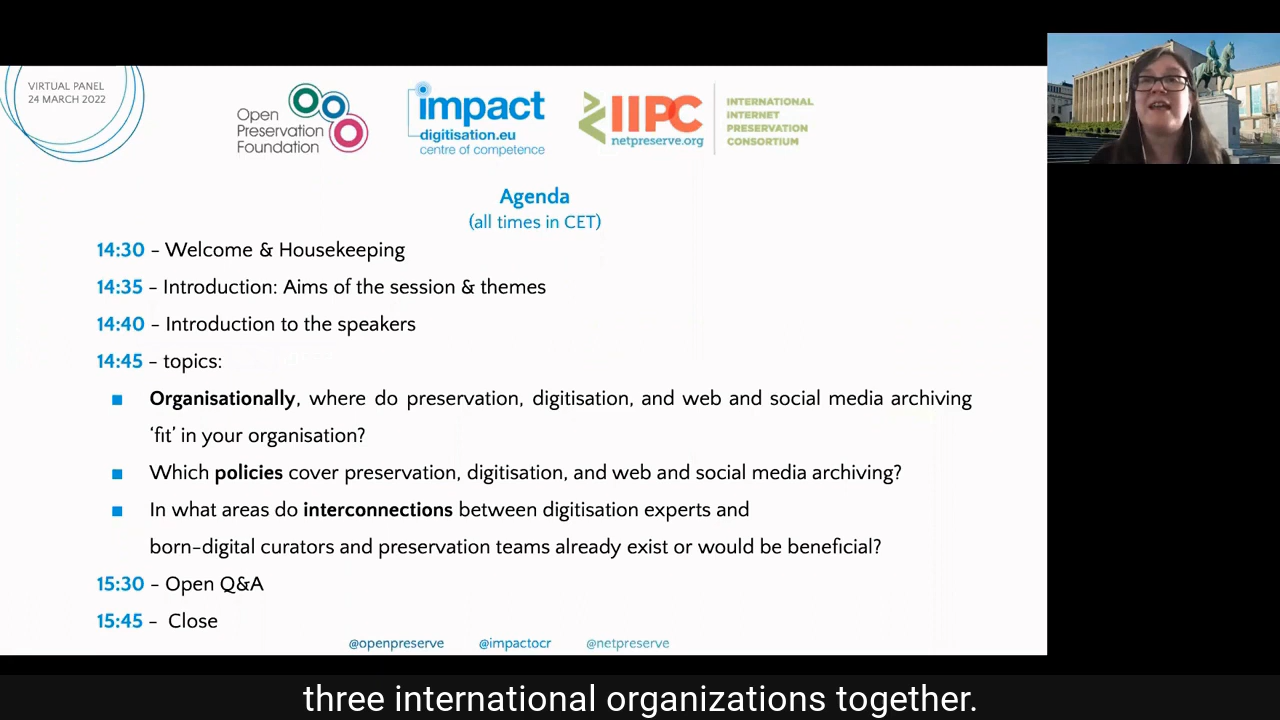 VIRTUAL PANEL
24 MARCH 2022
Open
Preservation
Foundation
impact
digitisation.eu
centre of competence
IIPC
netpreserve.org
INTERNATIONAL
INTERNET
PRESERVATION
CONSORTIUM
Agenda
(all times in CET)
14:30 – Welcome & Housekeeping
14:35 – Introduction: Aims of the session & themes
14:40 – Introduction to the speakers
14:45 – topics:
■ Organisationally, where do preservation, digitisation, and web and social media archiving
‘fit’ in your organisation?
■ Which policies cover preservation, digitisation, and web and social media archiving?
■ In what areas do interconnections between digitisation experts and
born-digital curators and preservation teams already exist or would be beneficial?
15:30 – Open Q&A
15:45 – Close
@openpreserve @impactocr @netpreserve
three international organizations together.